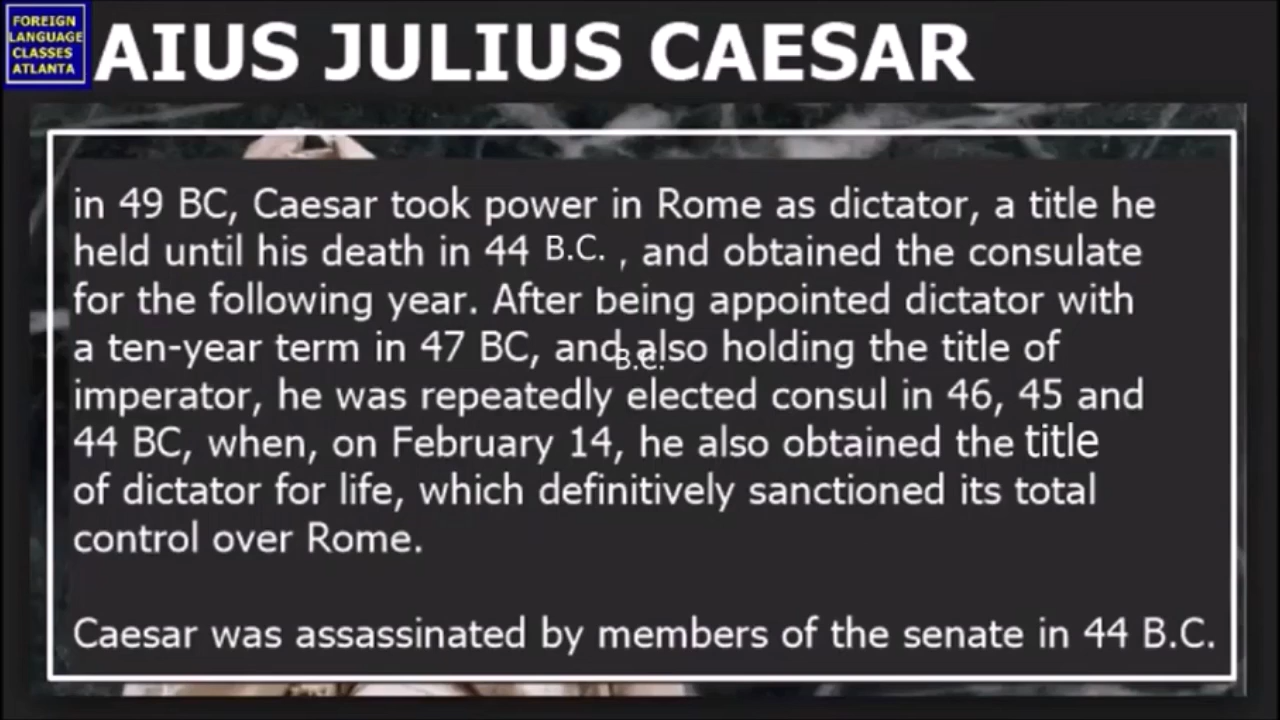 FOREIGN
LANGUAGE
CLASSES
ATLANTA
AIUS JULIUS CAESAR
in 49 BC, Caesar took power in Rome as dictator, a title he
held until his death in 44 B.C. , and obtained the consulate
for the following year. After being appointed dictator with
a ten-year term in 47 BC, and also holding the title of
B.C.
imperator, he was repeatedly elected consul in 46, 45 and
44 BC, when, on February 14, he also obtained the title
of dictator for life, which definitively sanctioned its total
control over Rome.
Caesar was assassinated by members of the senate in 44 B.C.